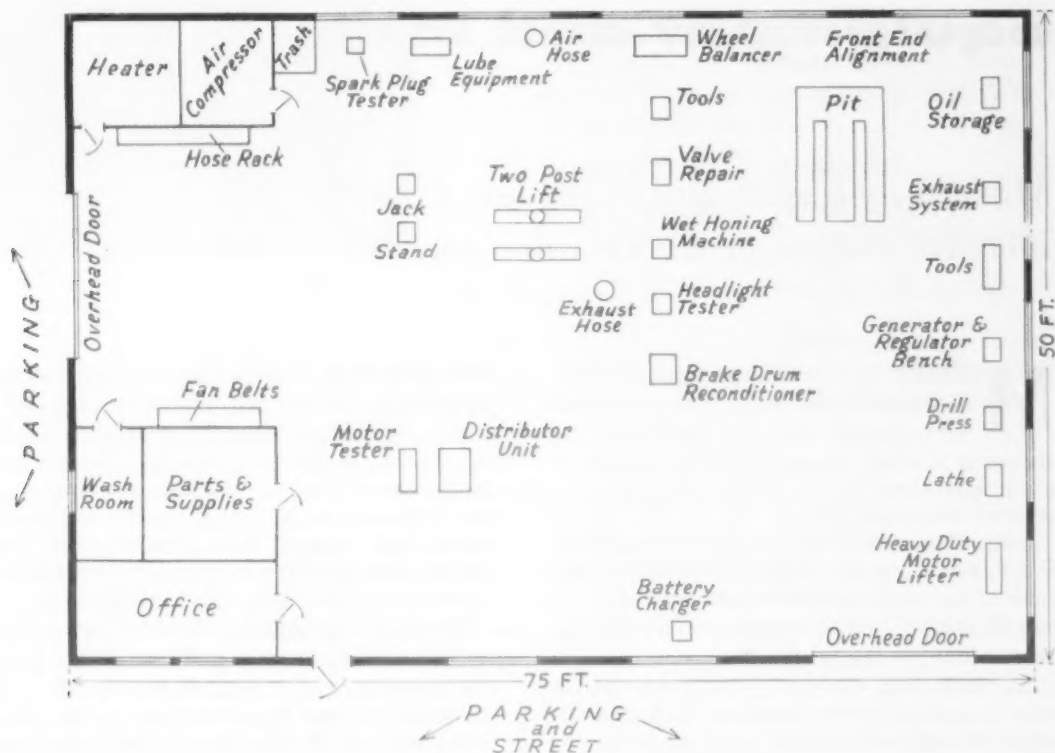 Heater
Air
Compressor
Trash
Spark Plug
Tester
Lube
Equipment
Air
Hose
Wheel
Balancer
Front End
Alignment
Hose Rack
Tools
Pit
Oil
Storage
Jack
Stand
Two Post
Lift
Valve
Repair
Exhaust
System
Wet Honing
Machine
Tools
Overhead Door
PARKING
Exhaust
Hose
Headlight
Tester
Generator &
Regulator
Bench
50 FT.
Fan Belts
Brake Drum
Reconditioner
Drill
Press
Motor
Tester
Distributor
Unit
Wash
Room
Parts &
Supplies
Lathe
Heavy Duty
Motor
Lifter
Office
Battery
Charger
Overhead Door
75 FT.
PARKING
and
STREET